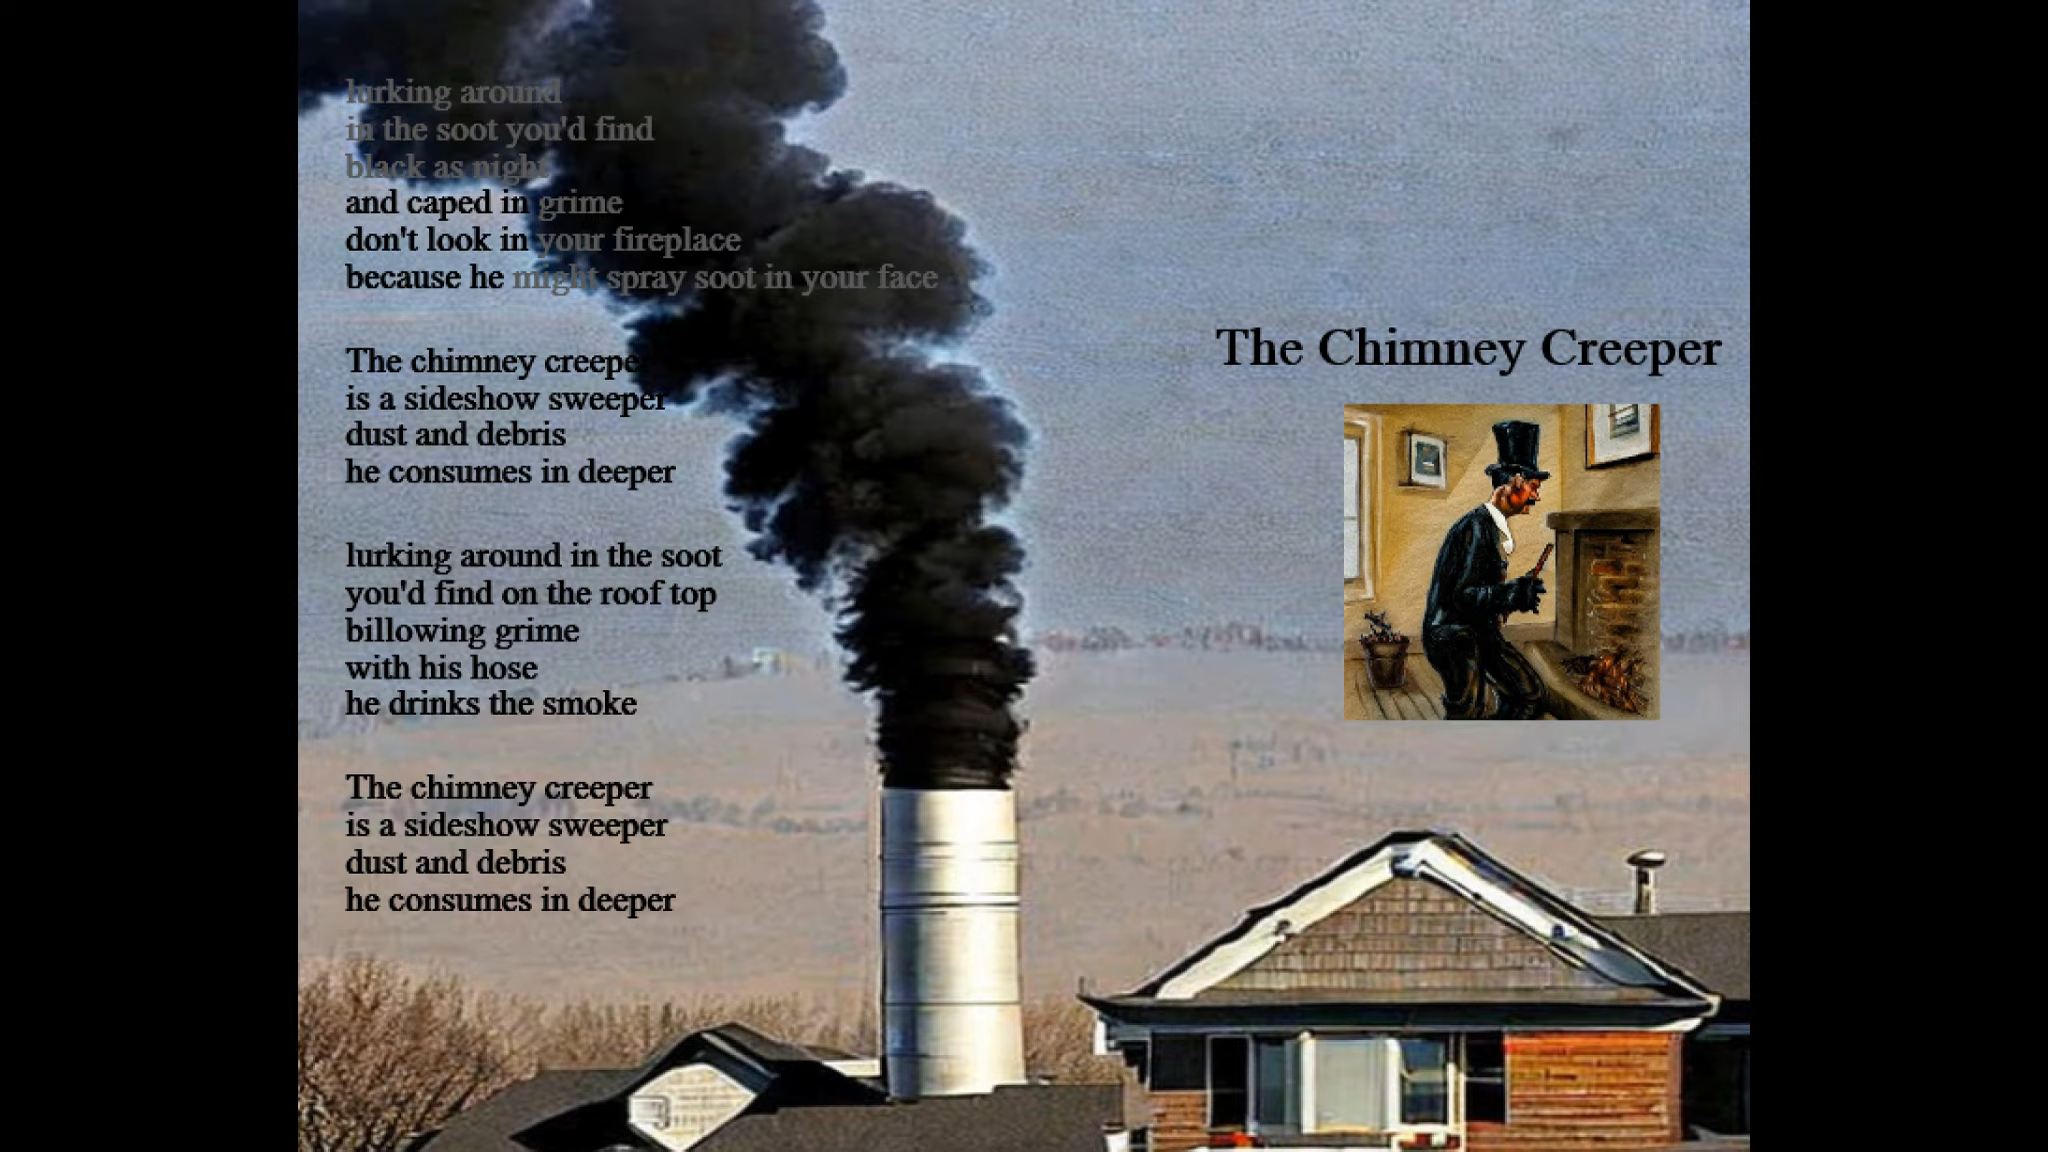 lurking around
in the soot you'd find
black as night
and caped in grime
don't look in your fireplace
because he might spray soot in your face
The chimney creeper
is a sideshow sweeper
dust and debris
he consumes in deeper
lurking around in the soot
you'd find on the roof top
billowing grime
with his hose
he drinks the smoke
The chimney creeper
is a sideshow sweeper
dust and debris
he consumes in deeper
The Chimney Creeper